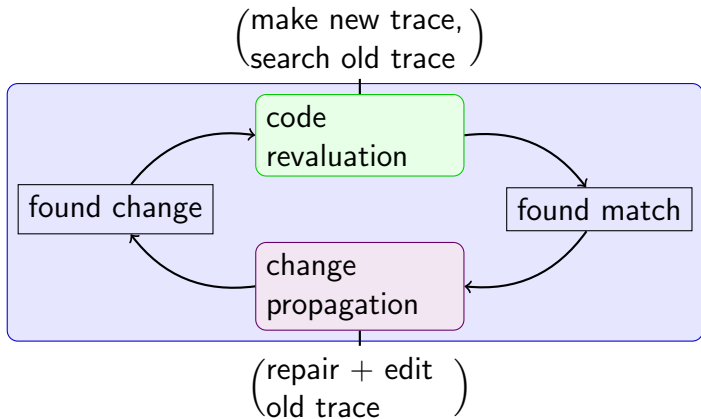 (make new trace,
search old trace)
code
revaluation
found change
found match
change
propagation
(repair + edit
old trace)